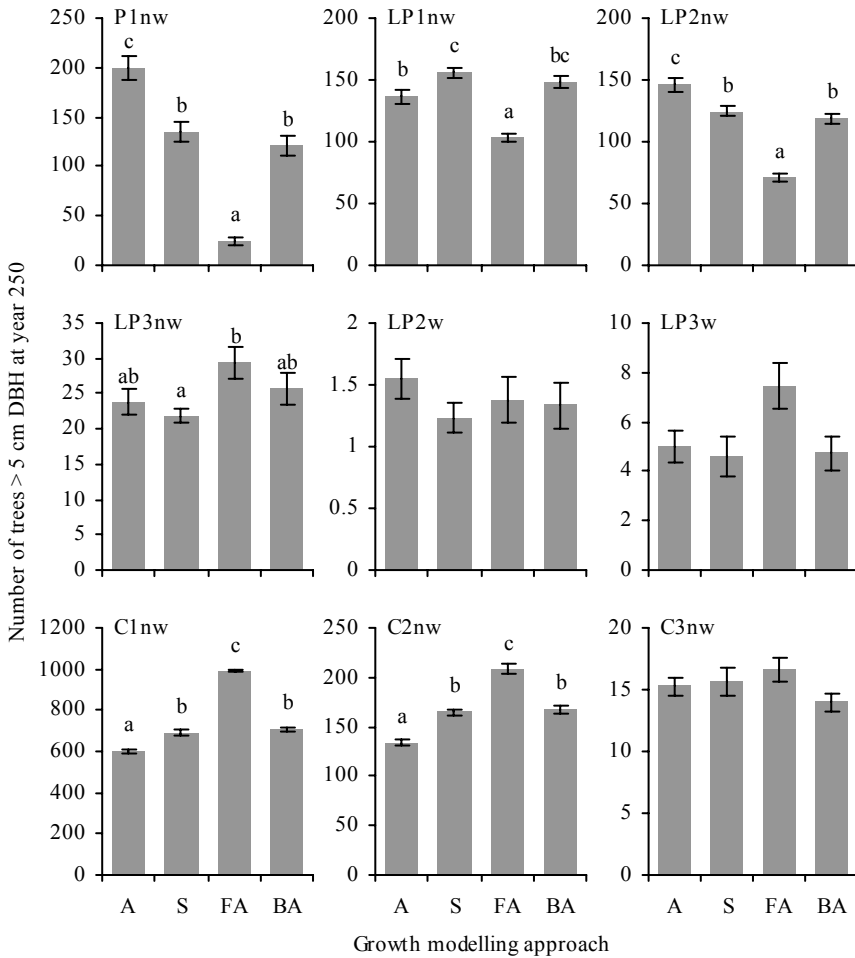 Number of trees > 5 cm DBH at year 250
P1nw
250
200
150
100
50
0
c
b
a
b
LP1nw
200
150
100
50
0
b
c
a
bc
LP2nw
200
150
100
50
0
c
b
a
b
LP3nw
35
30
25
20
15
10
5
0
ab
a
b
ab
LP2w
2
1.5
1
0.5
0
LP3w
10
8
6
4
2
0
C1nw
1200
1000
800
600
400
200
0
a
b
c
b
A S FA BA
C2nw
250
200
150
100
50
0
a
b
c
b
A S FA BA
C3nw
20
15
10
5
0
A S FA BA
Growth modelling approach